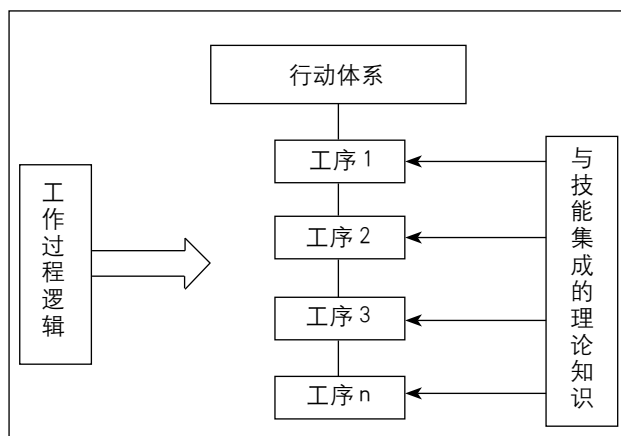 行动体系
工序 1
工序 2
工序 3
工序 n
工作过程逻辑
与技能集成的理论知识